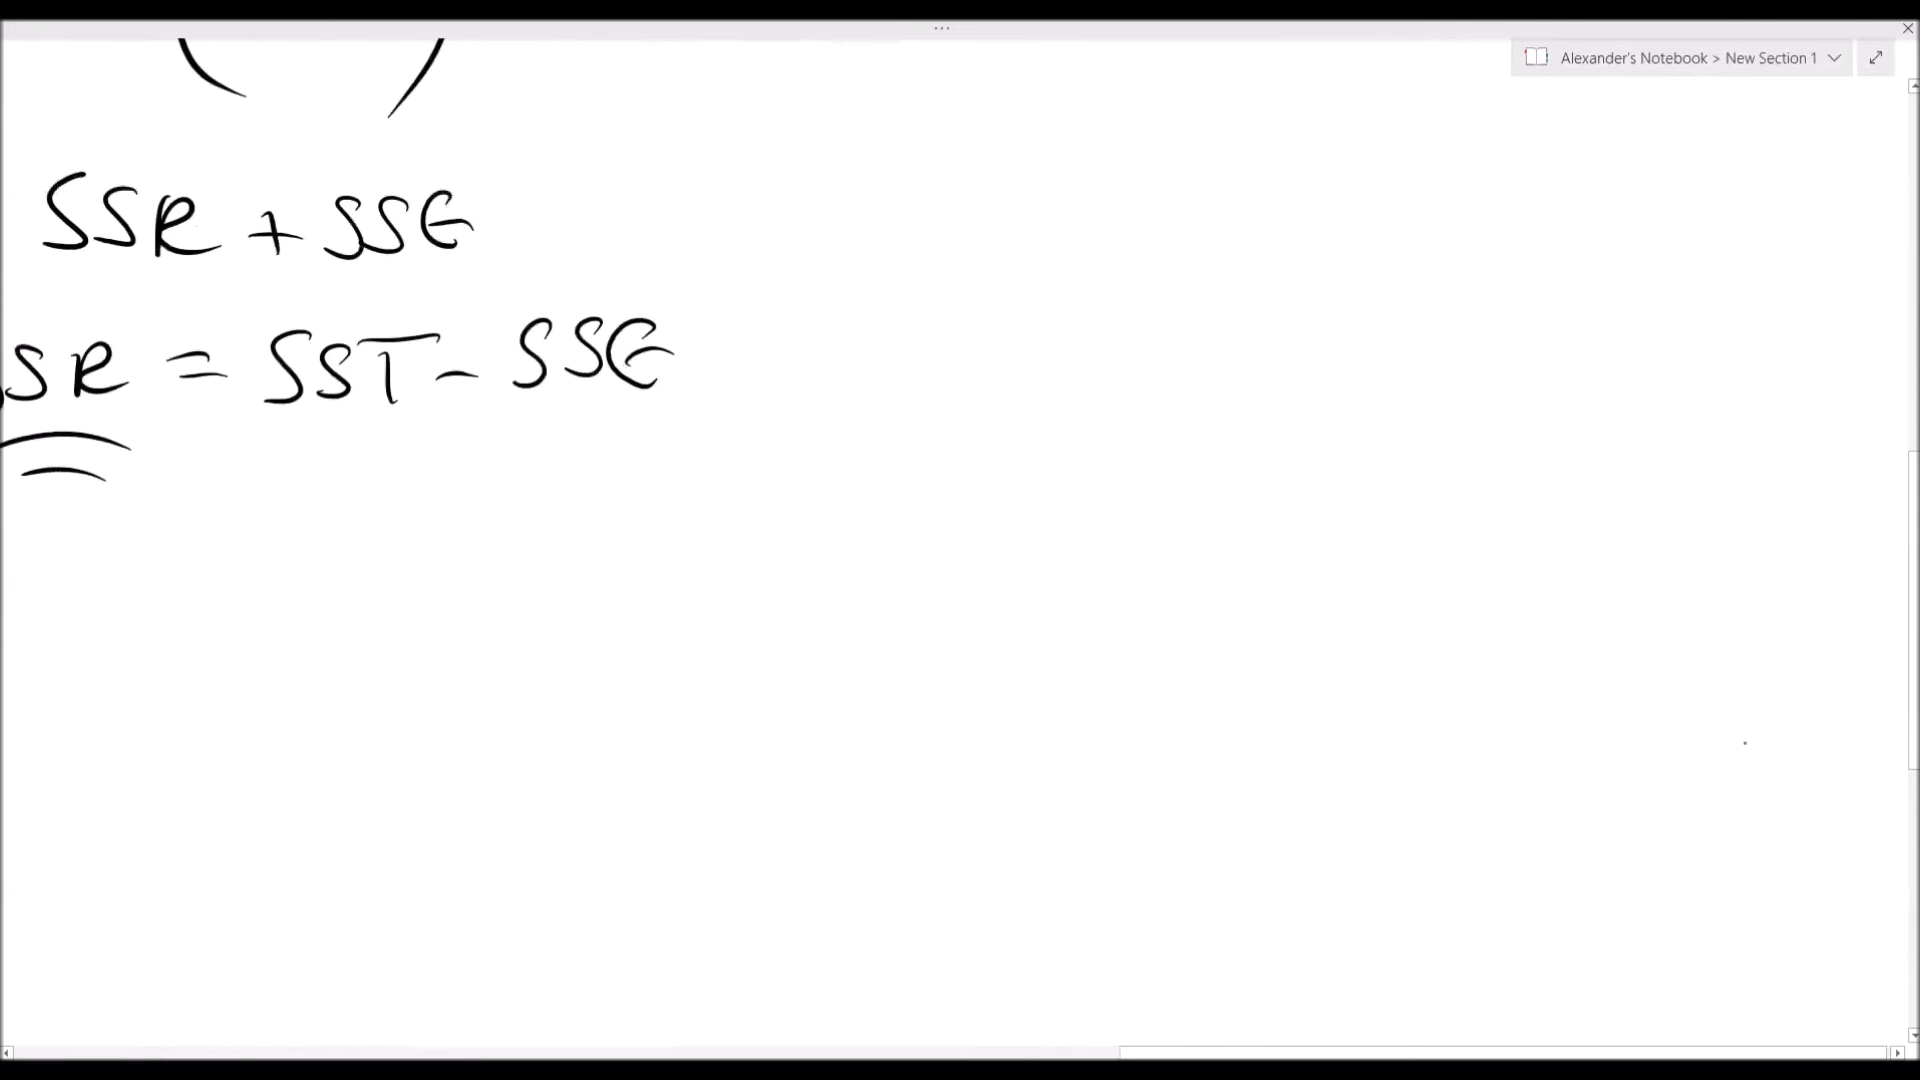 Alexander's Notebook > New Section 1
SSR + SSE
SR = SST - SSE